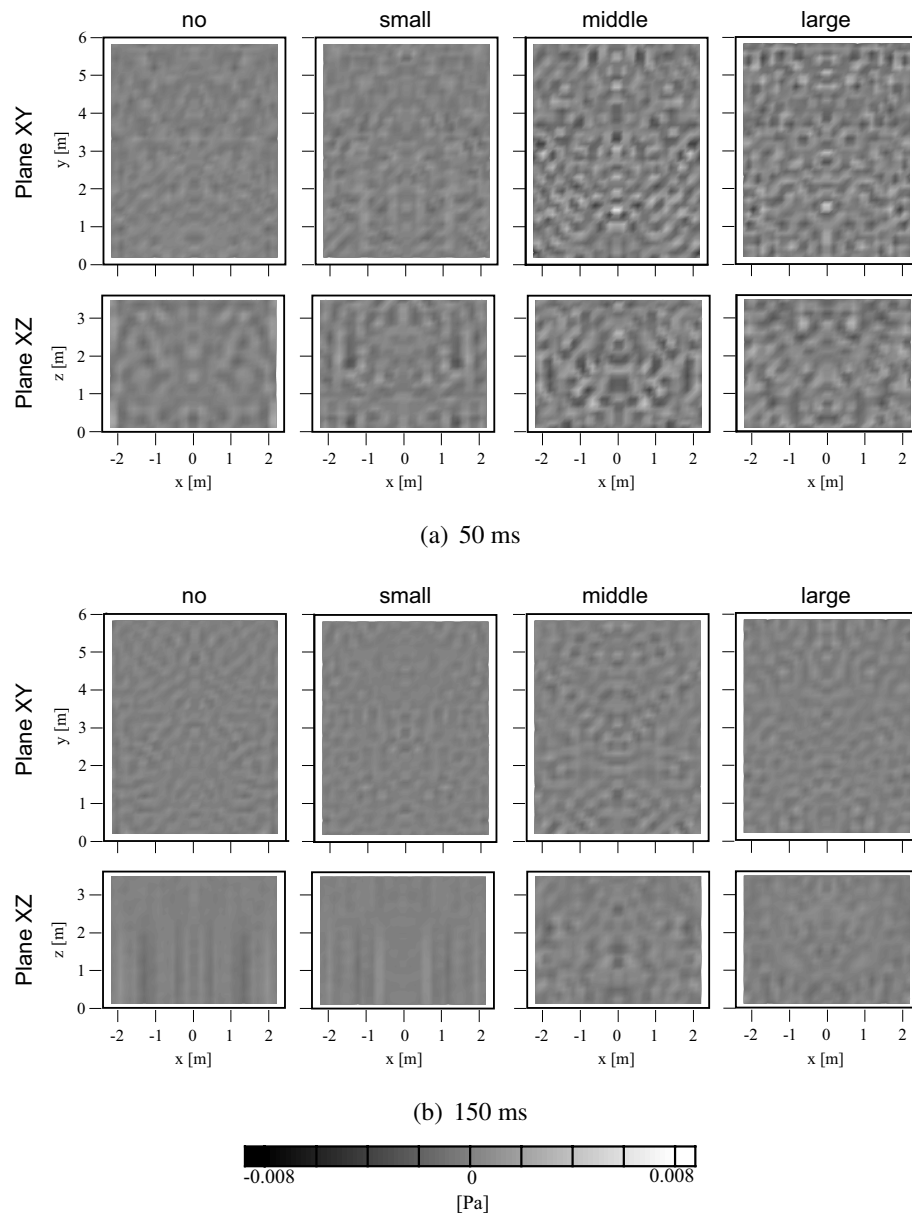 no small middle large
Plane XY
y [m]
6
5
4
3
2
1
0
Plane XZ
z [m]
3
2
1
0
-2 -1 0 1 2 -2 -1 0 1 2 -2 -1 0 1 2 -2 -1 0 1 2
x [m] x [m] x [m] x [m]
(a) 50 ms
no small middle large
Plane XY
y [m]
6
5
4
3
2
1
0
Plane XZ
z [m]
3
2
1
0
-2 -1 0 1 2 -2 -1 0 1 2 -2 -1 0 1 2 -2 -1 0 1 2
x [m] x [m] x [m] x [m]
(b) 150 ms
-0.008 0 0.008
[Pa]